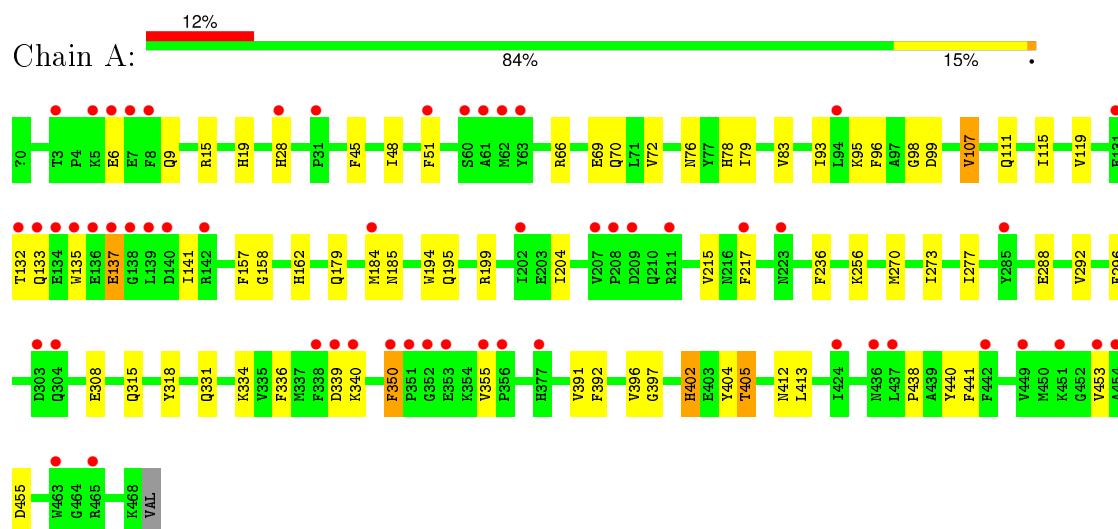 12%
Chain A:
84% 15% •
?0 T3 P4 K5 E6 E7 F8 Q9 R15 H19 H28 P31 F45 I48 F51 S60 A61 M62 Y63 R66 E69 Q70 L71 V72 N76 Y77 H78 I79 V83 I93 L94 K95 F96 A97 G98 D99 V107 Q111 I115 V119
T132 Q133 E134 W135 E136 E137 G138 L139 D140 I141 R142 F157 G158 H162 Q179 M184 N185 W194 Q195 R199 I202 E203 I204 V207 P208 D209 Q210 R211 V215 N216 F217 N223 F236 K256 M270 I273 I277 Y285 E288 V292
D303 Q304 E308 Q315 Y318 Q331 K334 V335 F336 M337 F338 D339 K340 F350 P351 G352 E353 K354 V355 P356 H377 V391 F392 V396 G397 H402 E403 Y404 T405 N412 L413 I424 N436 L437 P438 A439 Y440 F441 F442 V449 M450 K451 G452 V453 A454
D455 W463 G464 R465 K468 VAL